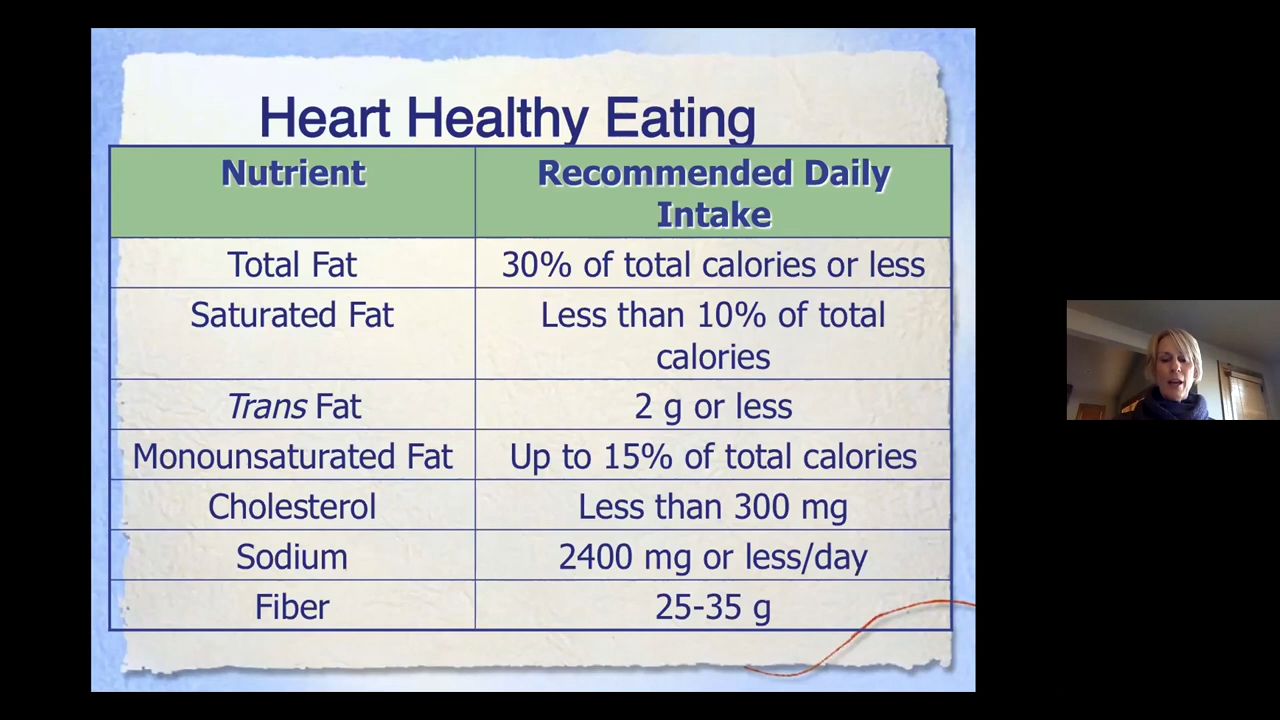 Heart Healthy Eating
Nutrient
Recommended Daily
Intake
Total Fat
30% of total calories or less
Saturated Fat
Less than 10% of total
calories
Trans Fat
2 g or less
Monounsaturated Fat
Up to 15% of total calories
Cholesterol
Less than 300 mg
Sodium
2400 mg or less/day
Fiber
25-35 g